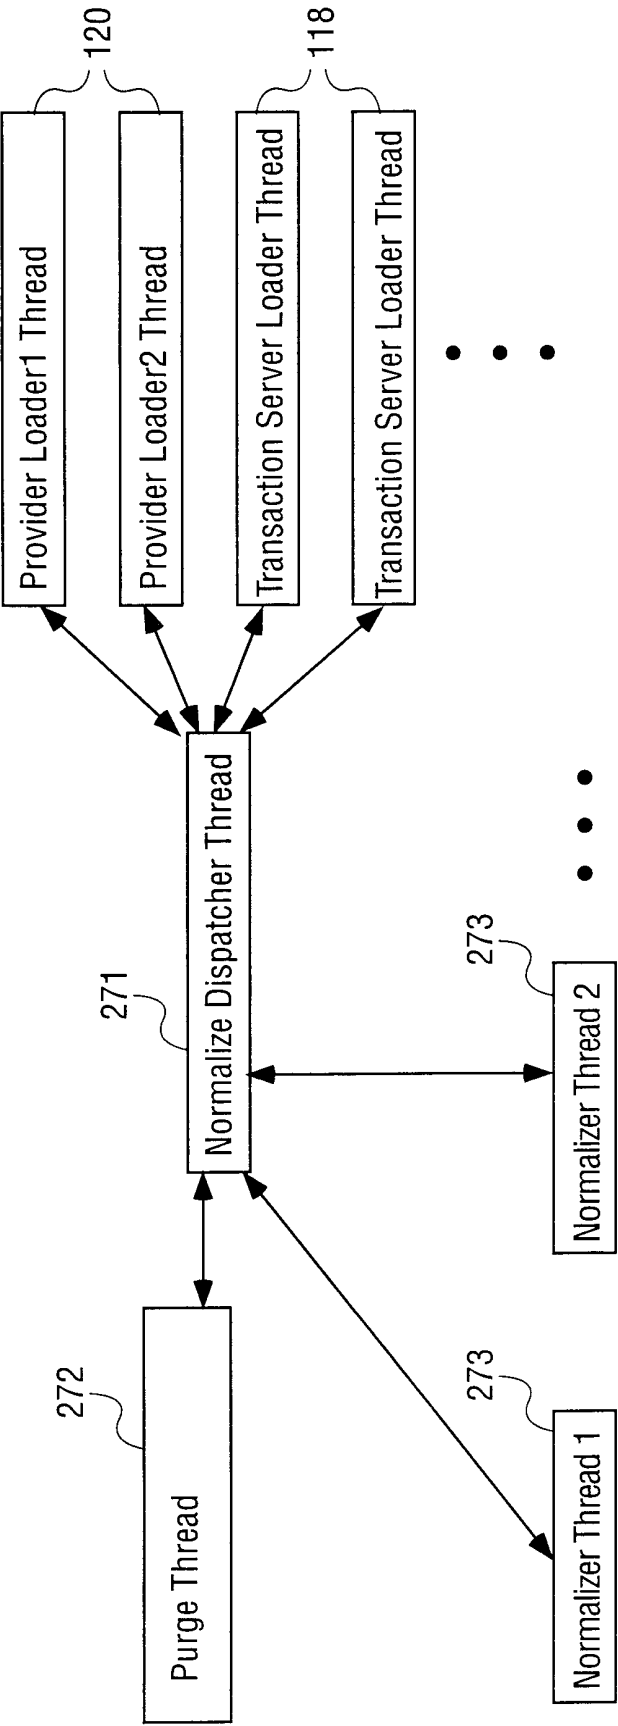 Provider Loader1 Thread
120
Provider Loader2 Thread
Transaction Server Loader Thread
118
Transaction Server Loader Thread
271
Normalize Dispatcher Thread
272
Purge Thread
273
Normalizer Thread 1
273
Normalizer Thread 2